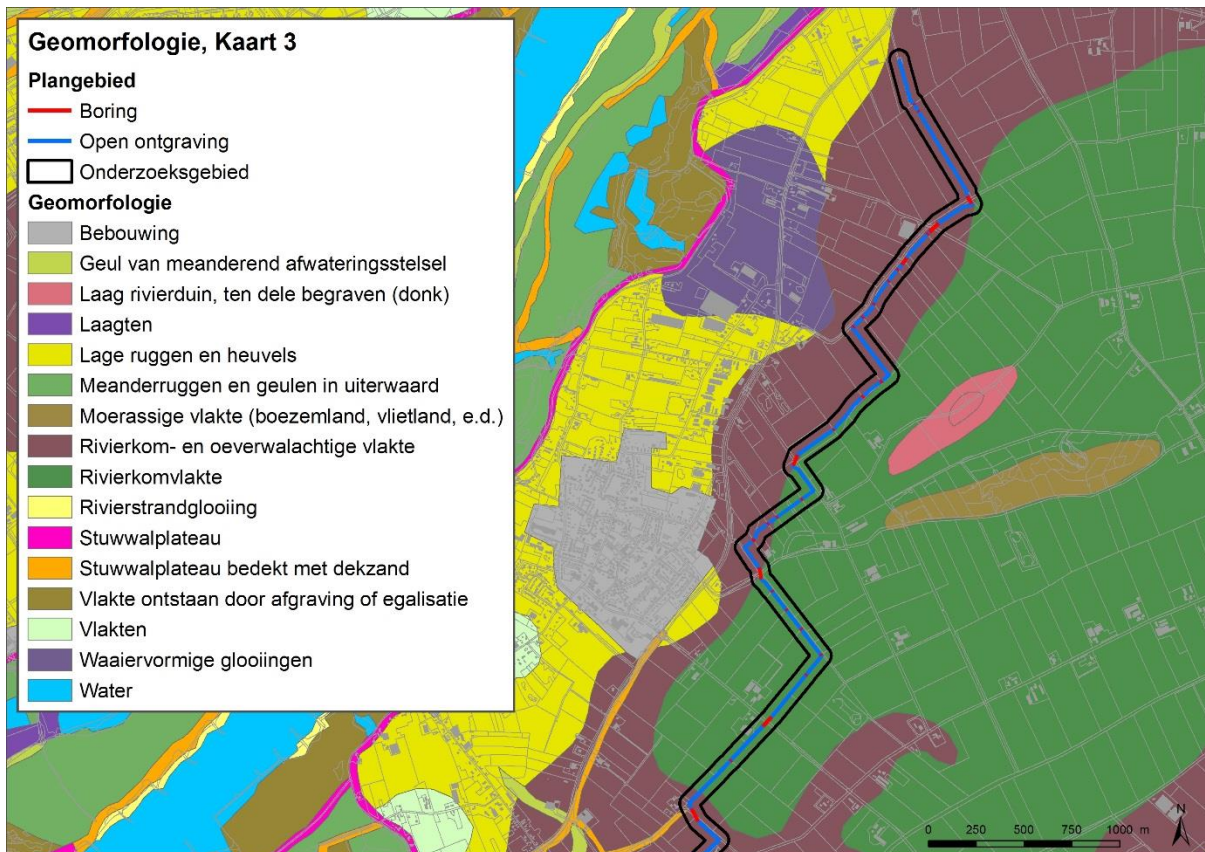 Geomorfologie, Kaart 3
Plangebied
Boring
Open ontgraving
Onderzoeksgebied
Geomorfologie
Bebouwing
Geul van meanderend afwateringsstelsel
Laag rivierduin, ten dele begraven (donk)
Laagten
Lage ruggen en heuvels
Meanderruggen en geulen in uiterwaard
Moerassige vlakte (boezemland, vlietland, e.d.)
Rivierkom- en oeverwalachtige vlakte
Rivierkomvlakte
Rivierstrandglooiing
Stuwwalplateau
Stuwwalplateau bedekt met dekzand
Vlakte ontstaan door afgraving of egalisatie
Vlakten
Waaiervormige glooiingen
Water
N
0 250 500 750 1000 m